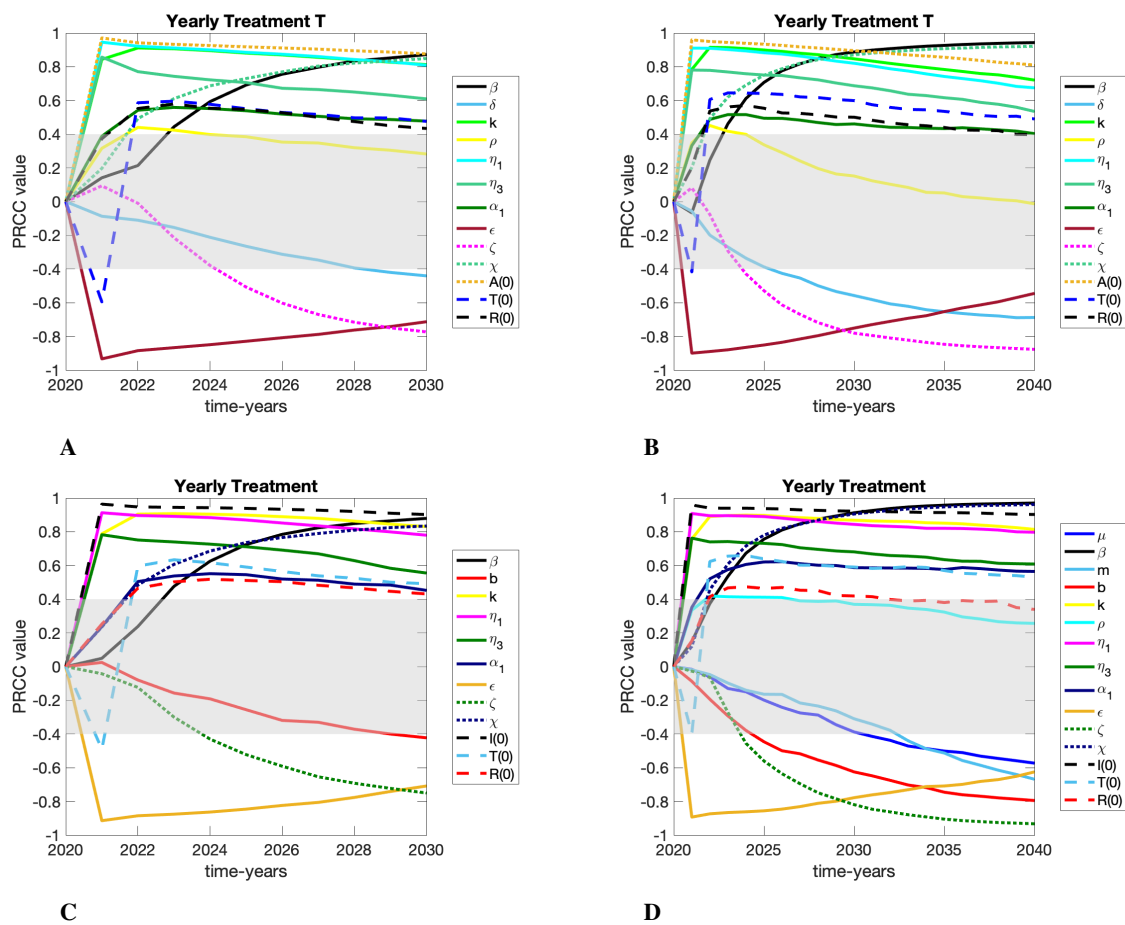 Yearly Treatment T
PRCC value
1
0.8
0.6
0.4
0.2
0
-0.2
-0.4
-0.6
-0.8
-1
2020
2022
2024
2026
2028
2030
time-years
β
δ
k
ρ
η1
η3
α1
ϵ
ζ
χ
A(0)
T(0)
R(0)
A
Yearly Treatment T
PRCC value
1
0.8
0.6
0.4
0.2
0
-0.2
-0.4
-0.6
-0.8
-1
2020
2025
2030
2035
2040
time-years
β
δ
k
ρ
η1
η3
α1
ϵ
ζ
χ
A(0)
T(0)
R(0)
B
Yearly Treatment
PRCC value
1
0.8
0.6
0.4
0.2
0
-0.2
-0.4
-0.6
-0.8
-1
2020
2022
2024
2026
2028
2030
time-years
β
b
k
η1
η3
α1
ϵ
ζ
χ
I(0)
T(0)
R(0)
C
Yearly Treatment
PRCC value
1
0.8
0.6
0.4
0.2
0
-0.2
-0.4
-0.6
-0.8
-1
2020
2025
2030
2035
2040
time-years
μ
β
m
b
k
ρ
η1
η3
α1
ϵ
ζ
χ
I(0)
T(0)
R(0)
D